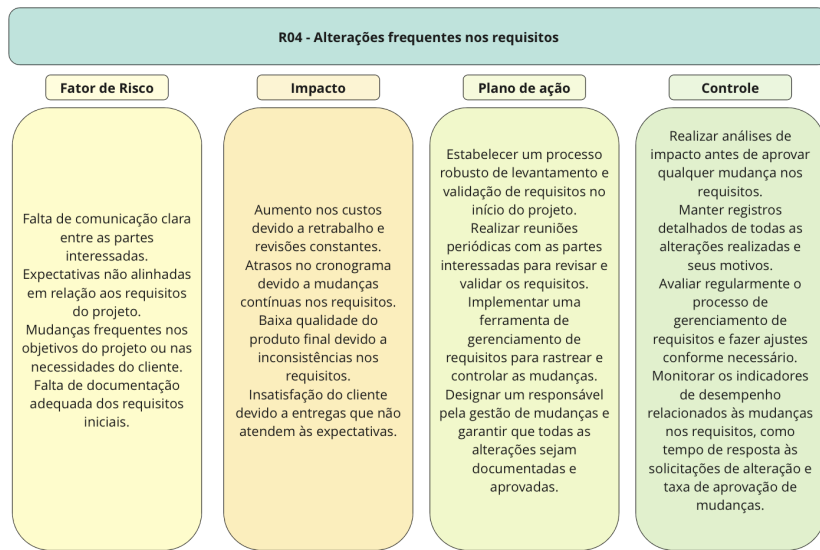 R04 - Alterações frequentes nos requisitos
Fator de Risco
Falta de comunicação clara
entre as partes
interessadas.
Expectativas não alinhadas
em relação aos requisitos
do projeto.
Mudanças frequentes nos
objetivos do projeto ou nas
necessidades do cliente.
Falta de documentação
adequada dos requisitos
iniciais.
Impacto
Aumento nos custos
devido a retrabalho e
revisões constantes.
Atrasos no cronograma
devido a mudanças
contínuas nos requisitos.
Baixa qualidade do
produto final devido a
inconsistências nos
requisitos.
Insatisfação do cliente
devido a entregas que não
atendem às expectativas.
Plano de ação
Estabelecer um processo
robusto de levantamento e
validação de requisitos no
início do projeto.
Realizar reuniões
periódicas com as partes
interessadas para revisar e
validar os requisitos.
Implementar uma
ferramenta de
gerenciamento de
requisitos para rastrear e
controlar as mudanças.
Designar um responsável
pela gestão de mudanças e
garantir que todas as
alterações sejam
documentadas e
aprovadas.
Controle
Realizar análises de
impacto antes de aprovar
qualquer mudança nos
requisitos.
Manter registros
detalhados de todas as
alterações realizadas e
seus motivos.
Avaliar regularmente o
processo de
gerenciamento de
requisitos e fazer ajustes
conforme necessário.
Monitorar os indicadores
de desempenho
relacionados às mudanças
nos requisitos, como
tempo de resposta às
solicitações de alteração e
taxa de aprovação de
mudanças.